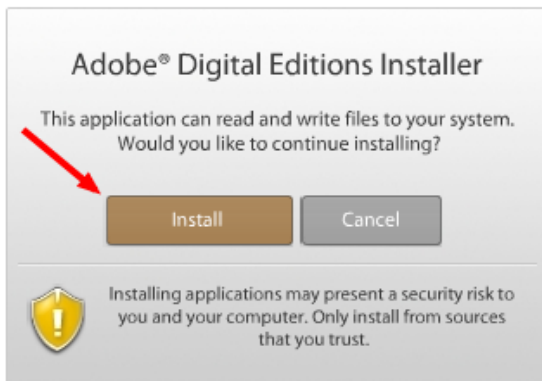 Adobe® Digital Editions Installer
This application can read and write files to your system.
Would you like to continue installing?
Install
Cancel
Installing applications may present a security risk to
you and your computer. Only install from sources
that you trust.